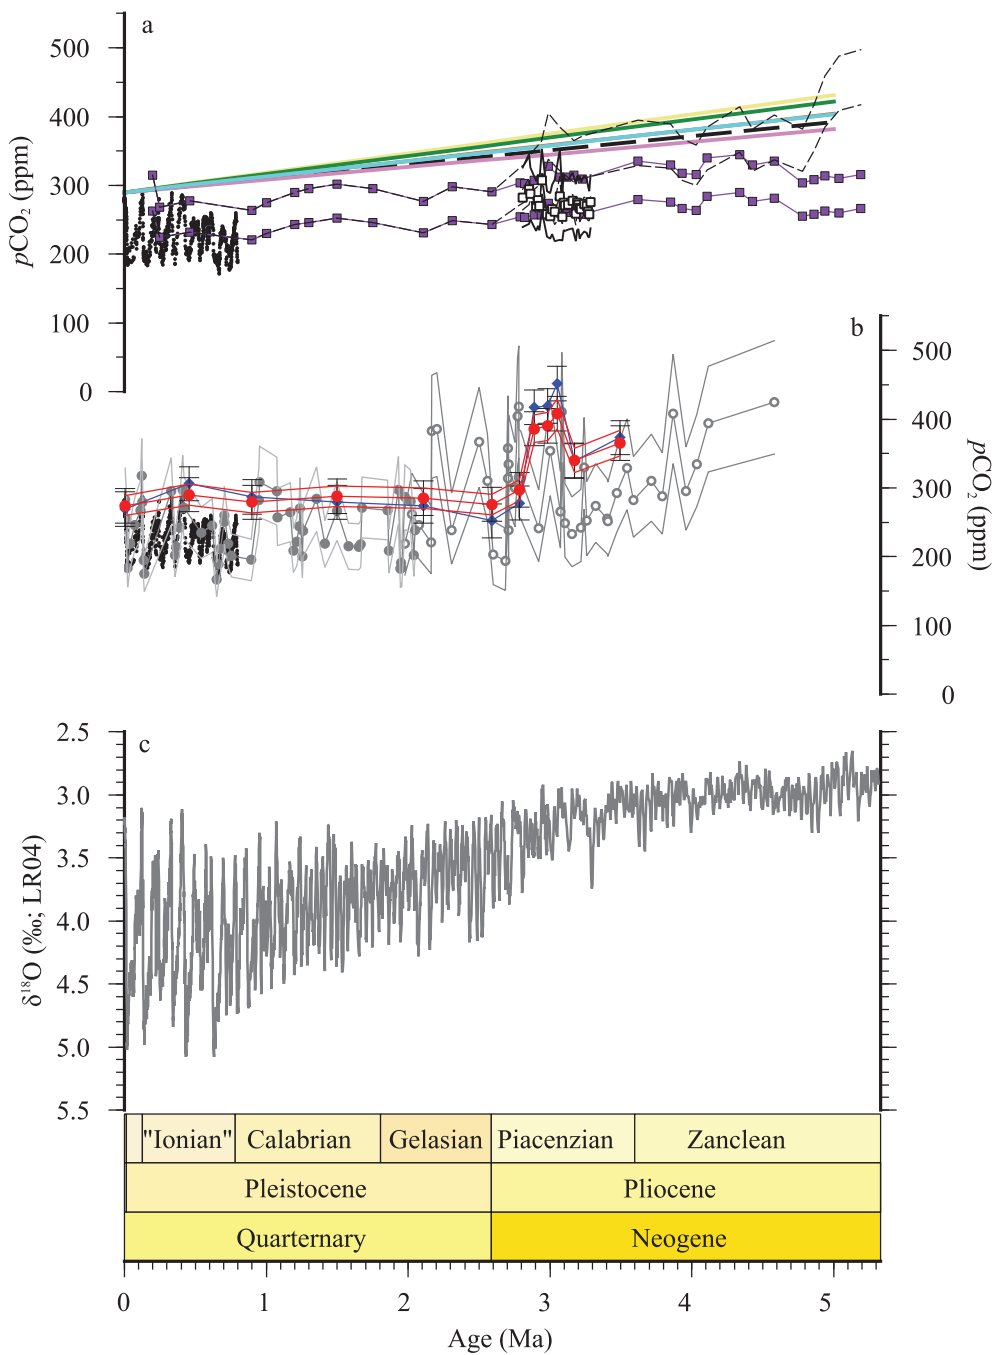 a
500
400
300
200
100
0
pCO₂ (ppm)
b
500
400
300
200
100
0
pCO₂ (ppm)
c
2.5
3.0
3.5
4.0
4.5
5.0
5.5
δ¹⁸O (‰; LR04)
"Ionian" Calabrian Gelasian Piacenzian Zanclean
Pleistocene Pliocene
Quarternary Neogene
0 1 2 3 4 5
Age (Ma)